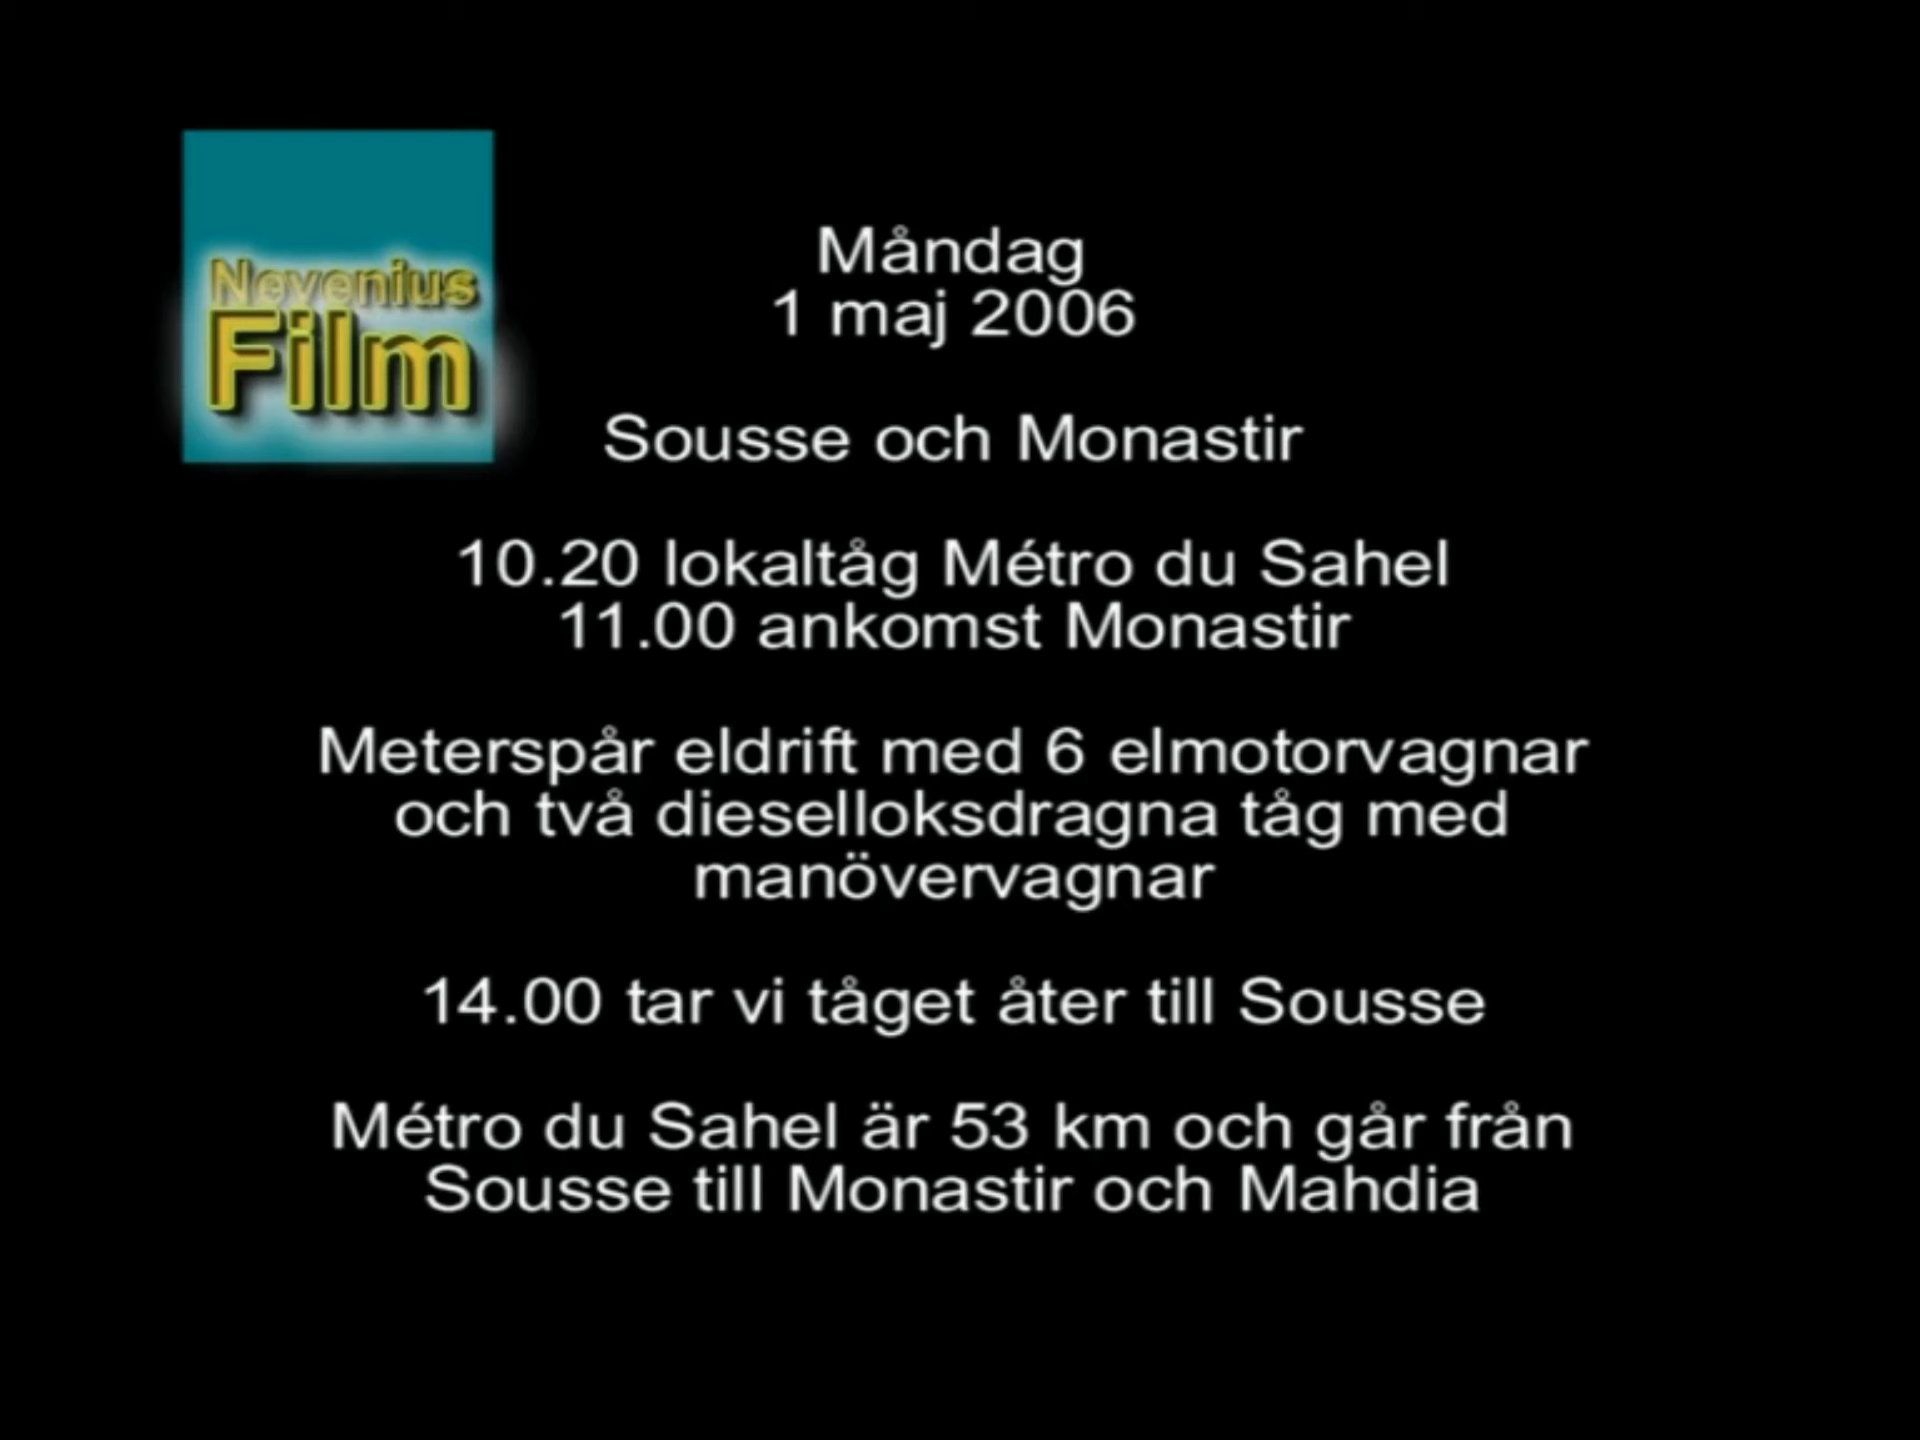 Nevenius
Film
Måndag
1 maj 2006
Sousse och Monastir
10.20 lokaltåg Métro du Sahel
11.00 ankomst Monastir
Meterspår eldrift med 6 elmotorvagnar
och två dieselloksdragna tåg med
manövervagnar
14.00 tar vi tåget åter till Sousse
Métro du Sahel är 53 km och går från
Sousse till Monastir och Mahdia